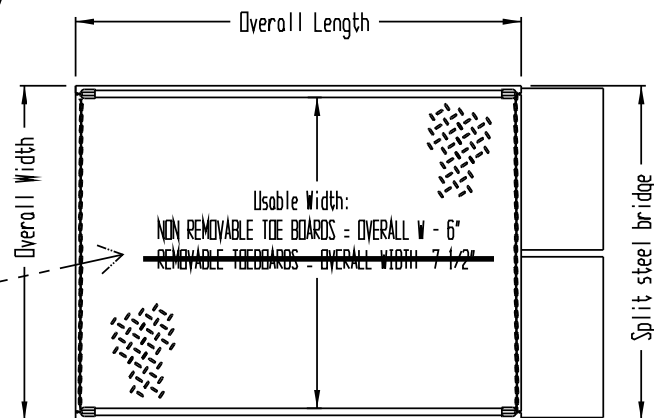 Overall Length
Overall Width
Usable Width:
NON REMOVABLE TOE BOARDS = OVERALL W - 6"
REMOVABLE TOEBOARDS - OVERALL WIDTH 7 1/2"
Split steel bridge